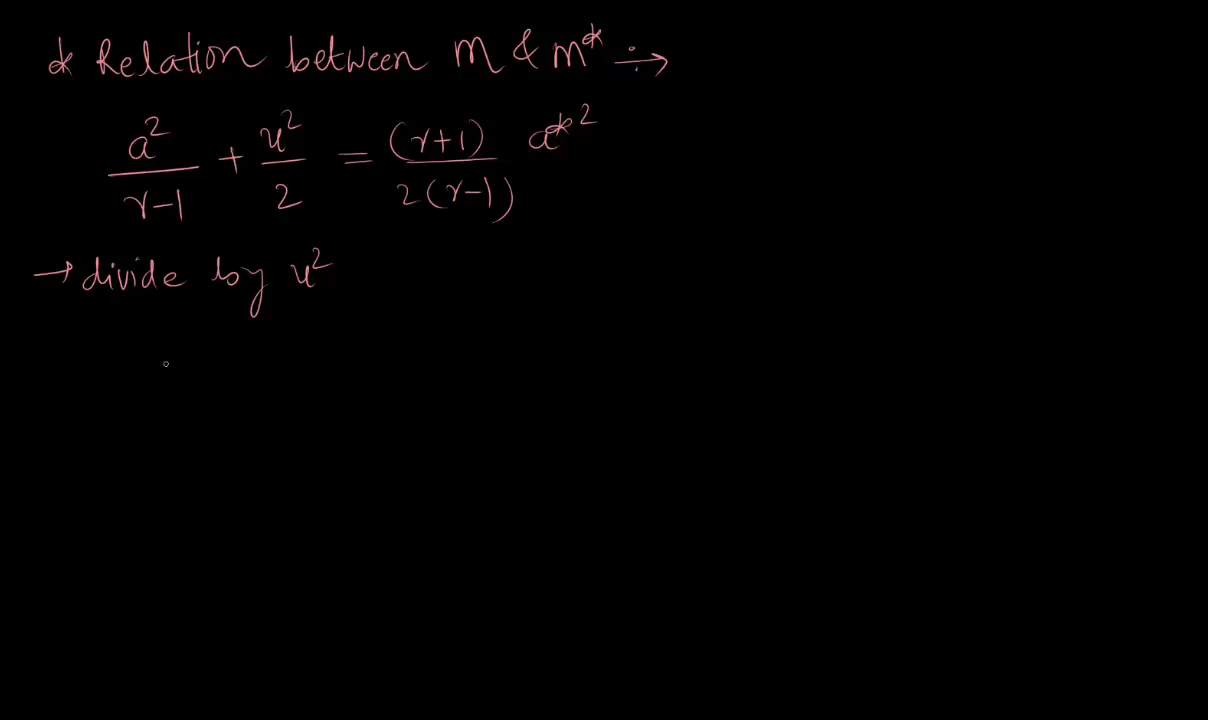 * Relation between M & M* ÷→
a²/(γ-1) + u²/2 = (γ+1)/2(γ-1) a*²
→ divide by u²